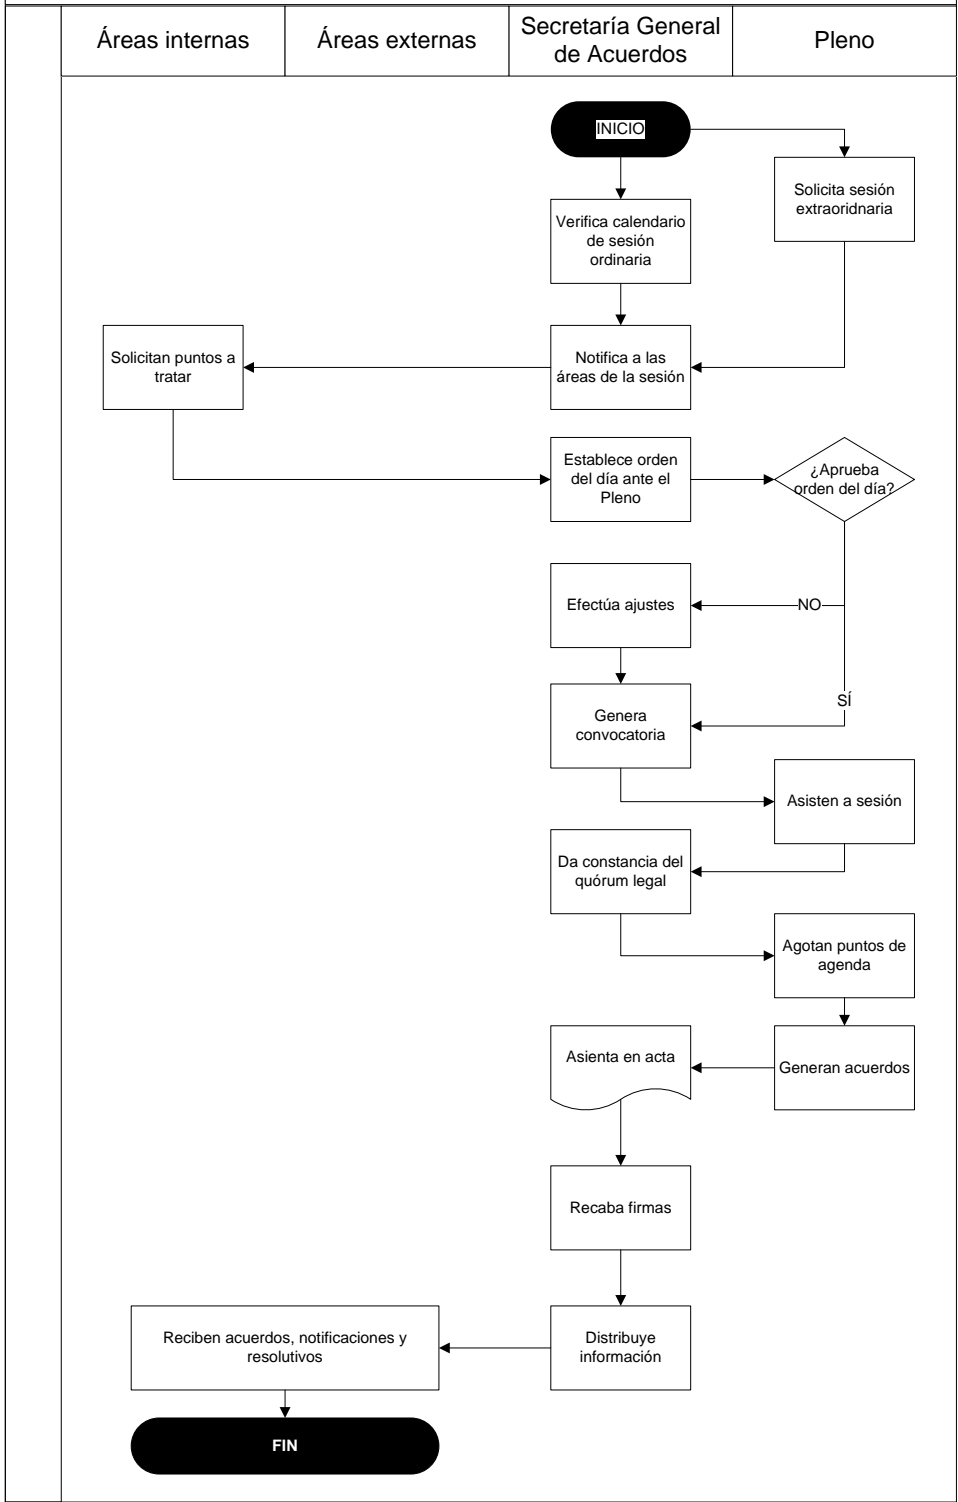 Áreas internas
Áreas externas
Secretaría General
de Acuerdos
Pleno
INICIO
Solicita sesión
extraoridnaria
Verifica calendario
de sesión
ordinaria
Solicitan puntos a
tratar
Notifica a las
áreas de la sesión
Establece orden
del día ante el
Pleno
¿Aprueba
orden del día?
Efectúa ajustes
NO
SÍ
Genera
convocatoria
Asisten a sesión
Da constancia del
quórum legal
Agotan puntos de
agenda
Asienta en acta
Generan acuerdos
Recaba firmas
Reciben acuerdos, notificaciones y
resolutivos
Distribuye
información
FIN